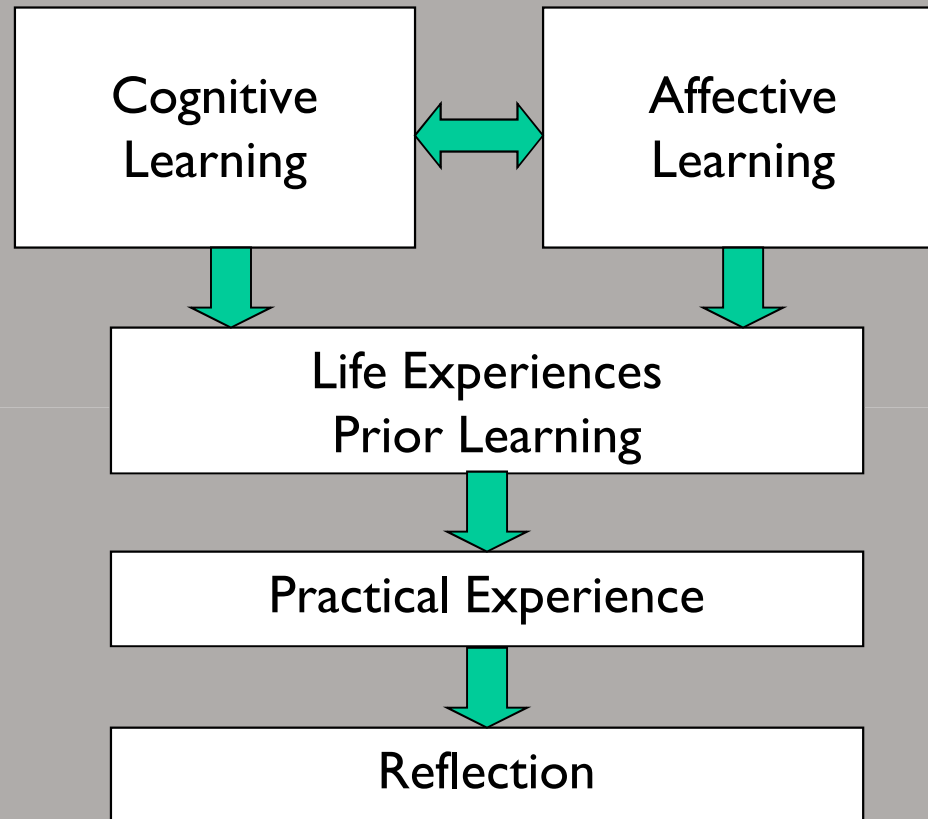 Cognitive
Learning
Affective
Learning
Life Experiences
Prior Learning
Practical Experience
Reflection